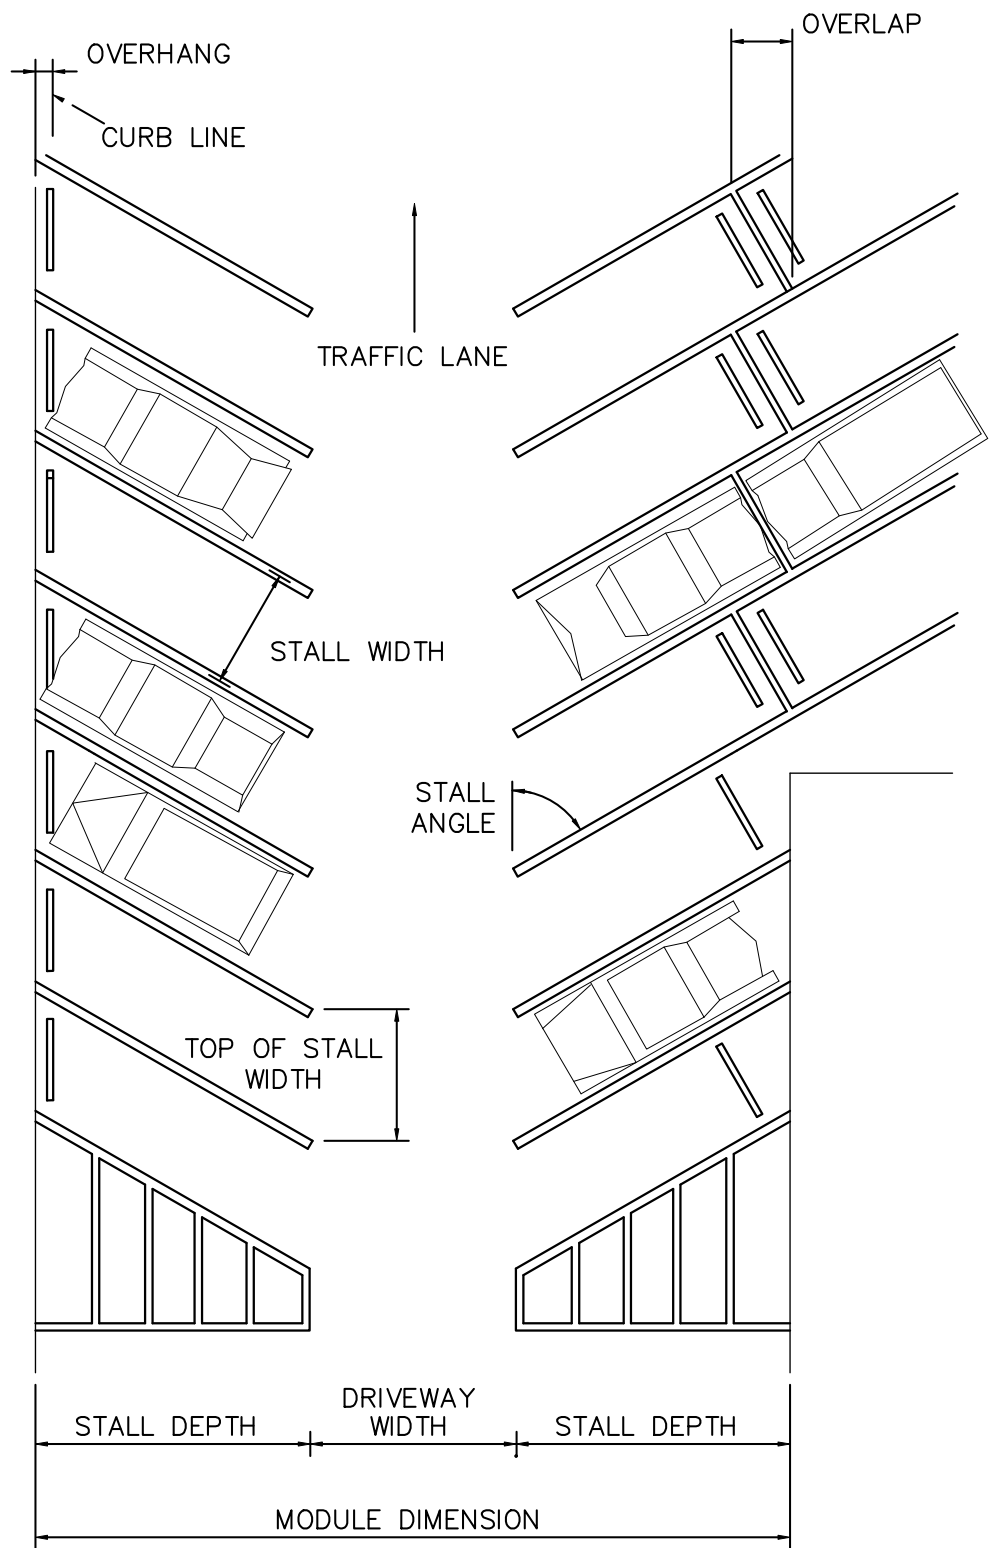 OVERLAP
OVERHANG
CURB LINE
TRAFFIC LANE
STALL WIDTH
STALL
ANGLE
TOP OF STALL
WIDTH
DRIVEWAY
WIDTH
STALL DEPTH
STALL DEPTH
MODULE DIMENSION